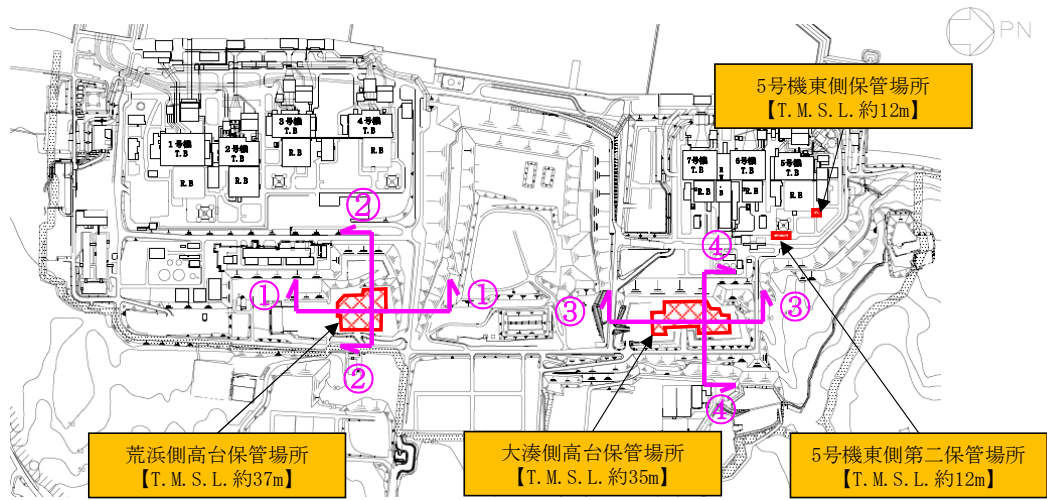 PN
5号機東側保管場所
【T.M.S.L.約12m】
1号機
T.B
2号機
T.B
3号機
T.B
4号機
T.B
R.B
R.B
R.B
R.B
7号機
T.B
6号機
T.B
5号機
T.B
R.B
R.B
R.B
②
④
①
①
③
③
②
④
荒浜側高台保管場所
【T.M.S.L.約37m】
大湊側高台保管場所
【T.M.S.L.約35m】
5号機東側第二保管場所
【T.M.S.L.約12m】